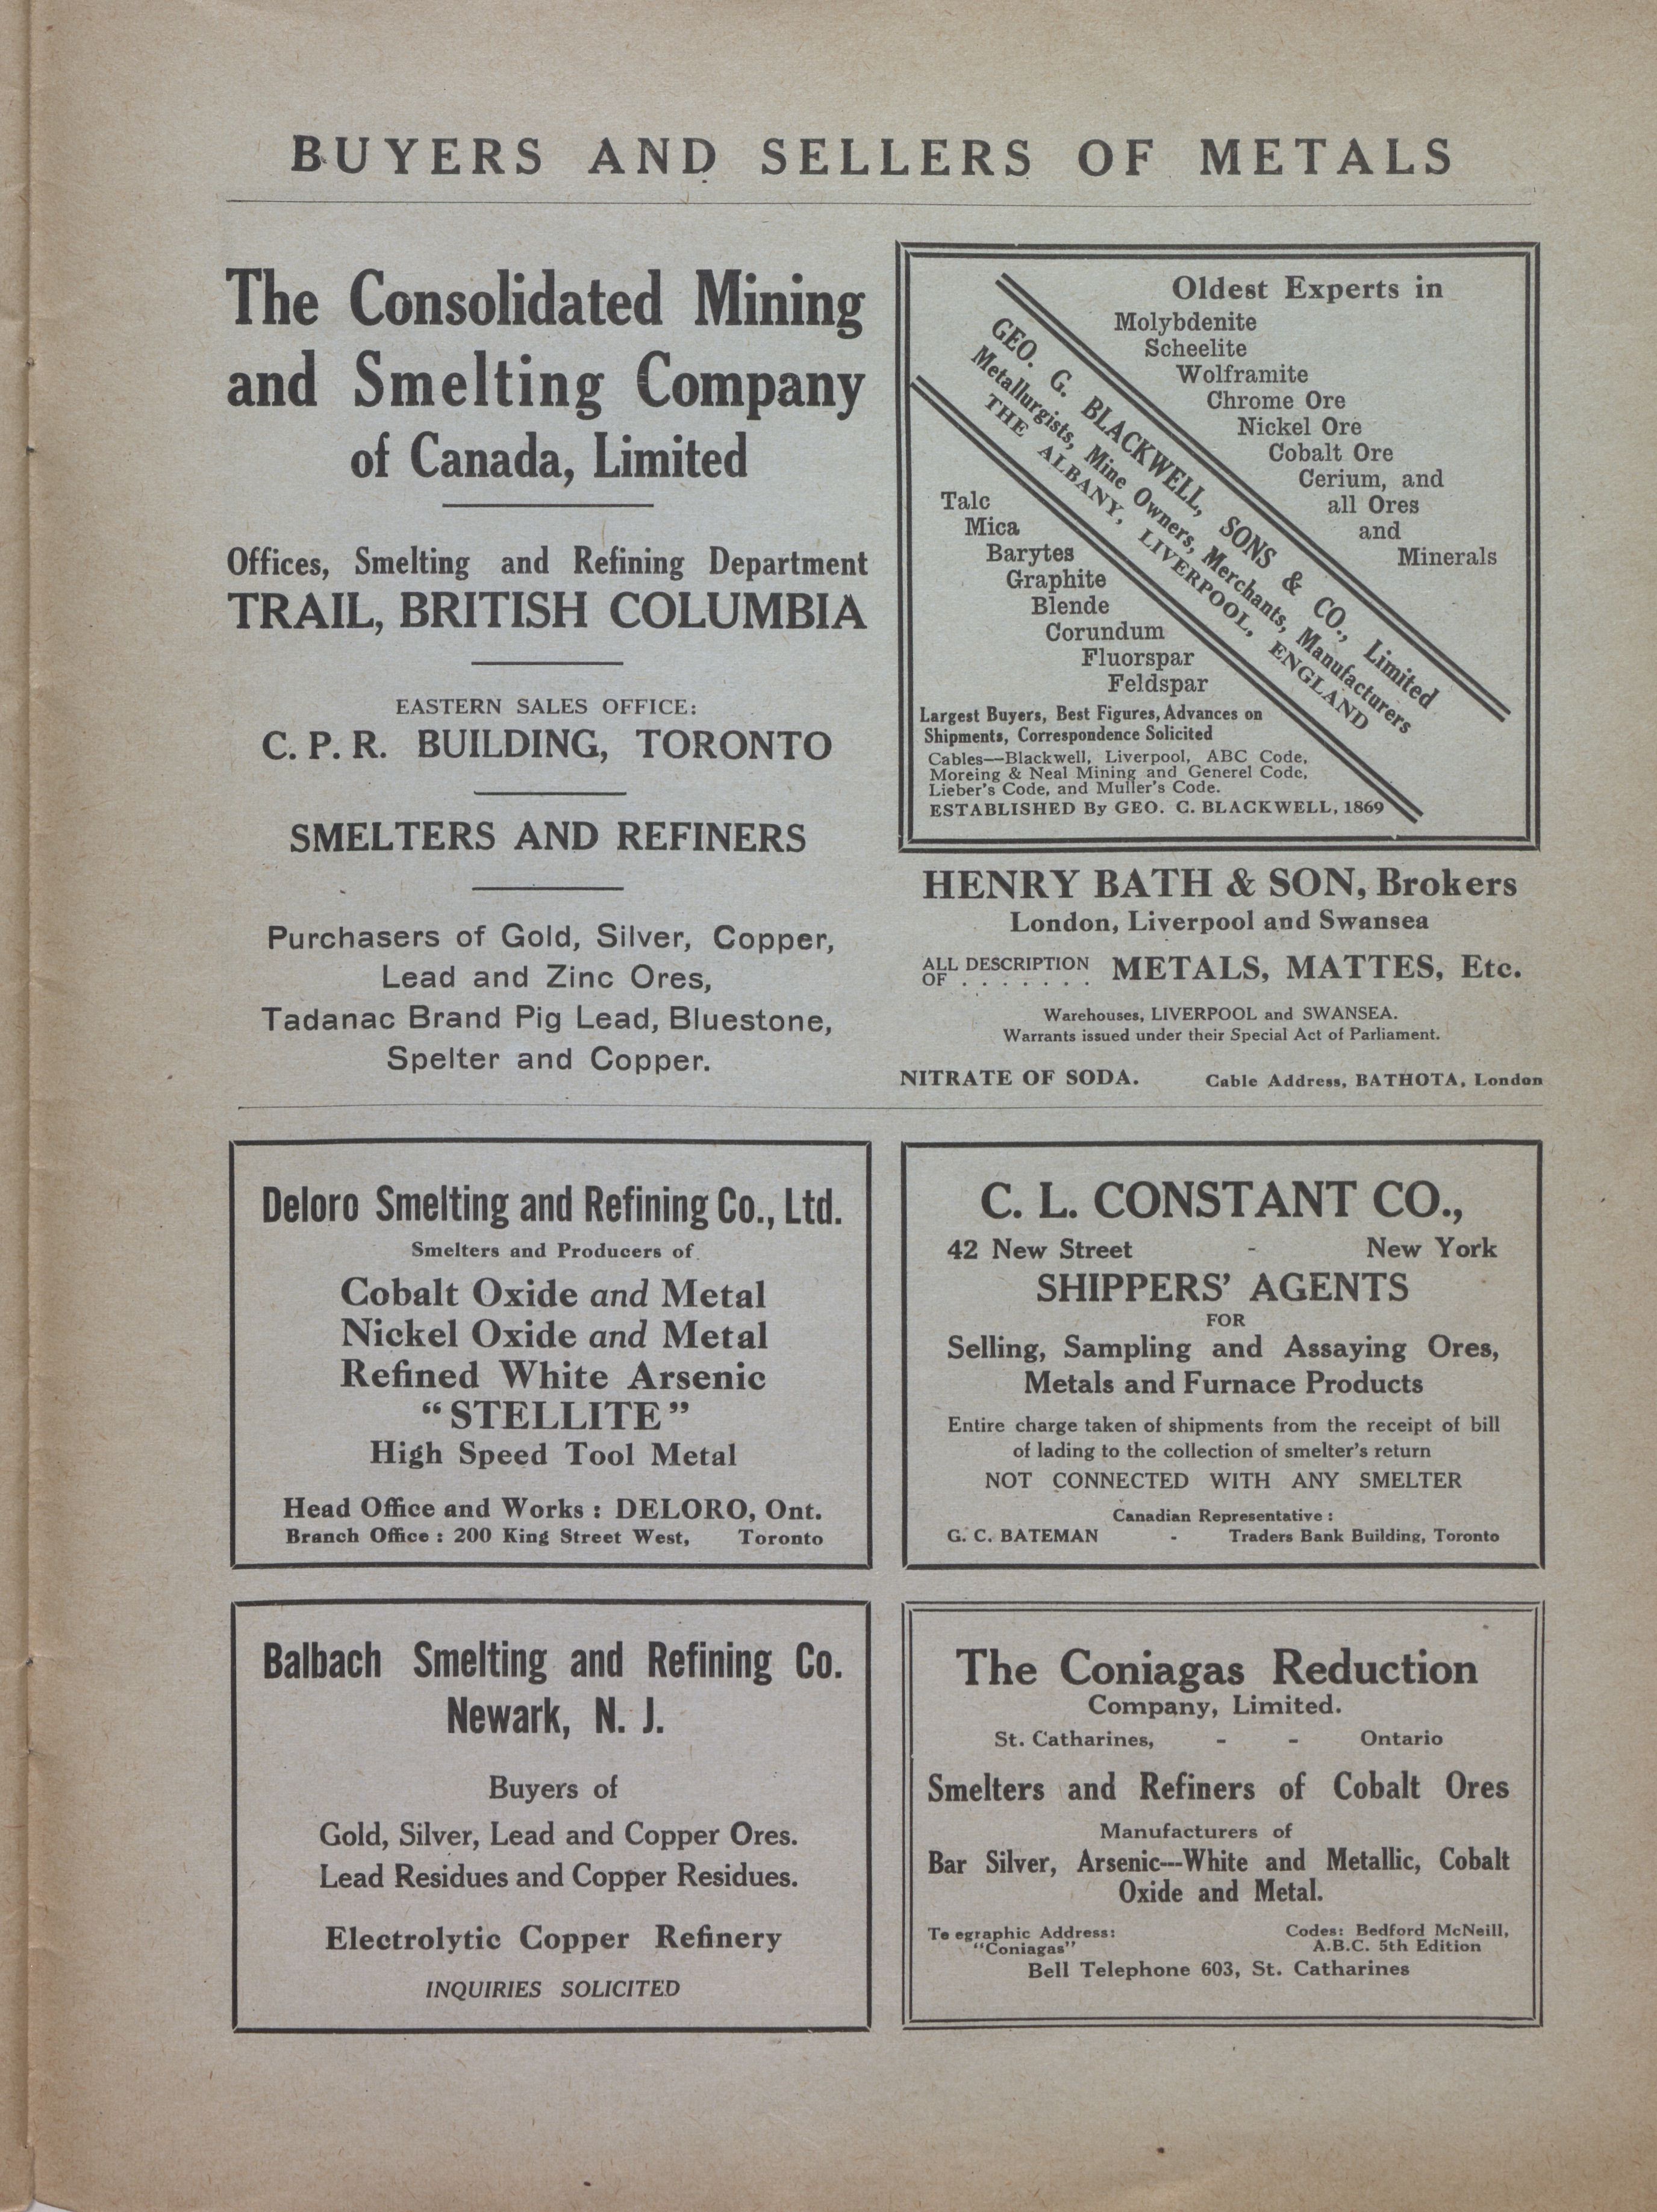 BUYERS AND SELLERS OF METALS
The Consolidated Mining
and Smelting Company
of Canada, Limited
Offices, Smelting and Refining Department
TRAIL, BRITISH COLUMBIA
EASTERN SALES OFFICE:
C. P. R. BUILDING, TORONTO
SMELTERS AND REFINERS
Purchasers of Gold, Silver, Copper,
Lead and Zinc Ores,
Tadanac Brand Pig Lead, Bluestone,
Spelter and Copper.
Oldest Experts in
Molybdenite
Scheelite
Wolframite
Chrome Ore
Nickel Ore
Cobalt Ore
Cerium, and
all Ores
and
Minerals
GEO. G. BLACKWELL, SONS & CO., Limited
Metallurgists, Mine Owners, Merchants, Manufacturers
THE ALBANY, LIVERPOOL, ENGLAND
Talc
Mica
Barytes
Graphite
Blende
Corundum
Fluorspar
Feldspar
Largest Buyers, Best Figures, Advances on
Shipments, Correspondence Solicited
Cables—Blackwell, Liverpool, ABC Code,
Moreing & Neal Mining and Generel Code,
Lieber's Code, and Muller's Code.
ESTABLISHED By GEO. C. BLACKWELL, 1869
HENRY BATH & SON, Brokers
London, Liverpool and Swansea
ALL DESCRIPTION
OF . . . . . . . METALS, MATTES, Etc.
Warehouses, LIVERPOOL and SWANSEA.
Warrants issued under their Special Act of Parliament.
NITRATE OF SODA. Cable Address, BATHOTA, London
Deloro Smelting and Refining Co., Ltd.
Smelters and Producers of
Cobalt Oxide and Metal
Nickel Oxide and Metal
Refined White Arsenic
"STELLITE"
High Speed Tool Metal
Head Office and Works : DELORO, Ont.
Branch Office : 200 King Street West, Toronto
C. L. CONSTANT CO.,
42 New Street - New York
SHIPPERS' AGENTS
FOR
Selling, Sampling and Assaying Ores,
Metals and Furnace Products
Entire charge taken of shipments from the receipt of bill
of lading to the collection of smelter's return
NOT CONNECTED WITH ANY SMELTER
Canadian Representative :
G. C. BATEMAN - Traders Bank Building, Toronto
Balbach Smelting and Refining Co.
Newark, N. J.
Buyers of
Gold, Silver, Lead and Copper Ores.
Lead Residues and Copper Residues.
Electrolytic Copper Refinery
INQUIRIES SOLICITED
The Coniagas Reduction
Company, Limited.
St. Catharines, - - Ontario
Smelters and Refiners of Cobalt Ores
Manufacturers of
Bar Silver, Arsenic---White and Metallic, Cobalt
Oxide and Metal.
Te egraphic Address: Codes: Bedford McNeill,
"Coniagas" A.B.C. 5th Edition
Bell Telephone 603, St. Catharines